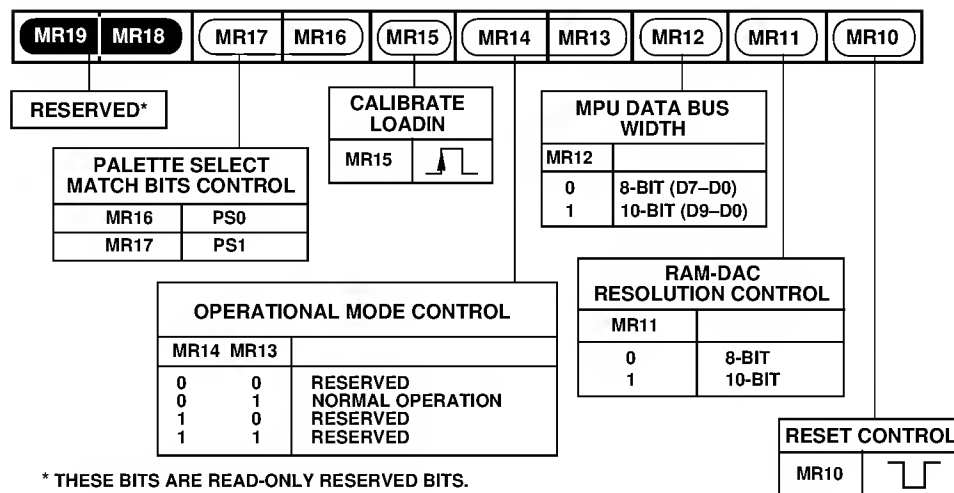 MR19 MR18 MR17 MR16 MR15 MR14 MR13 MR12 MR11 MR10
RESERVED*
PALETTE SELECT
MATCH BITS CONTROL
MR16 PS0
MR17 PS1
CALIBRATE
LOADIN
MR15
OPERATIONAL MODE CONTROL
MR14 MR13
0 0 RESERVED
0 1 NORMAL OPERATION
1 0 RESERVED
1 1 RESERVED
MPU DATA BUS
WIDTH
MR12
0 8-BIT (D7–D0)
1 10-BIT (D9–D0)
RAM-DAC
RESOLUTION CONTROL
MR11
0 8-BIT
1 10-BIT
RESET CONTROL
MR10
* THESE BITS ARE READ-ONLY RESERVED BITS.